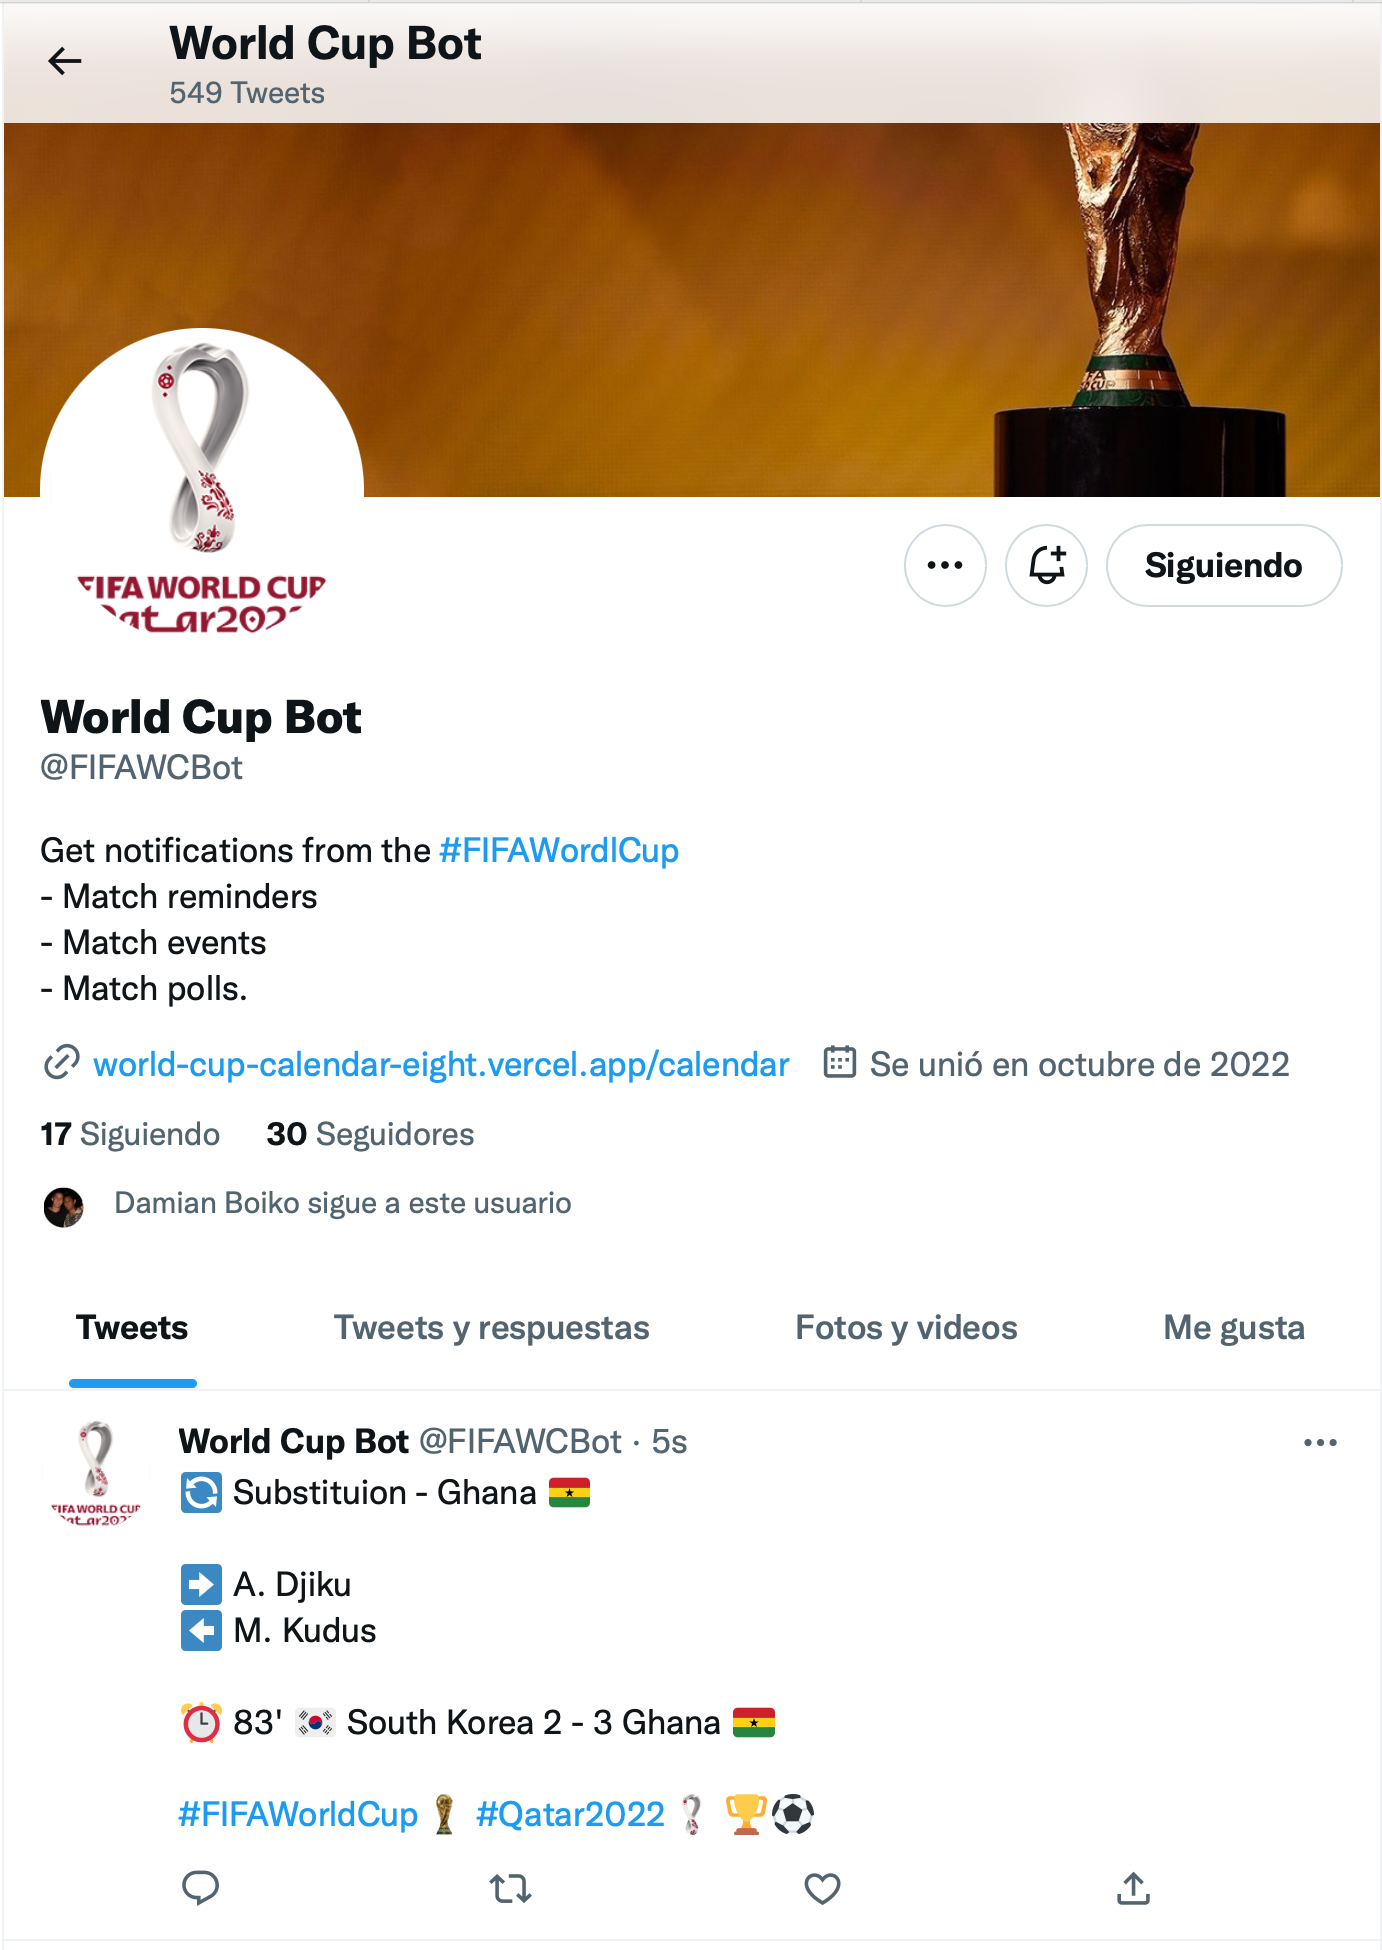 World Cup Bot
549 Tweets
FIFA WORLD CUP
Qatar2022
Siguiendo
World Cup Bot
@FIFAWCBot
Get notifications from the #FIFAWordlCup
- Match reminders
- Match events
- Match polls.
world-cup-calendar-eight.vercel.app/calendar Se unió en octubre de 2022
17 Siguiendo 30 Seguidores
Damian Boiko sigue a este usuario
Tweets Tweets y respuestas Fotos y videos Me gusta
World Cup Bot @FIFAWCBot · 5s
FIFA WORLD CUP
Qatar2022
Substituion - Ghana
A. Djiku
M. Kudus
83' South Korea 2 - 3 Ghana
#FIFAWorldCup #Qatar2022